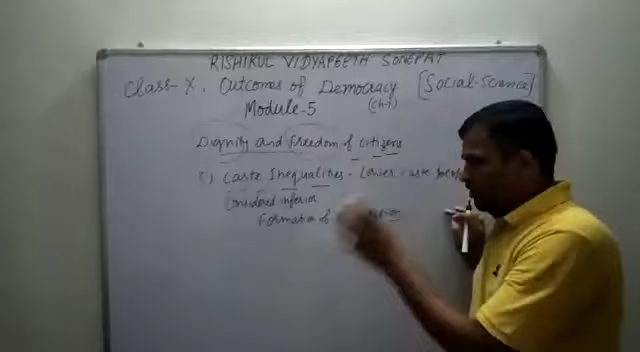 RISHIKUL VIDYAPEETH SONEPAT
Class-X. Outcomes of Democracy [Social-Science]
Module-5 (Ch-7)
Dignity and Freedom of Citizens
Caste Inequalities - Lower Caste
Considered inferior
Formation of